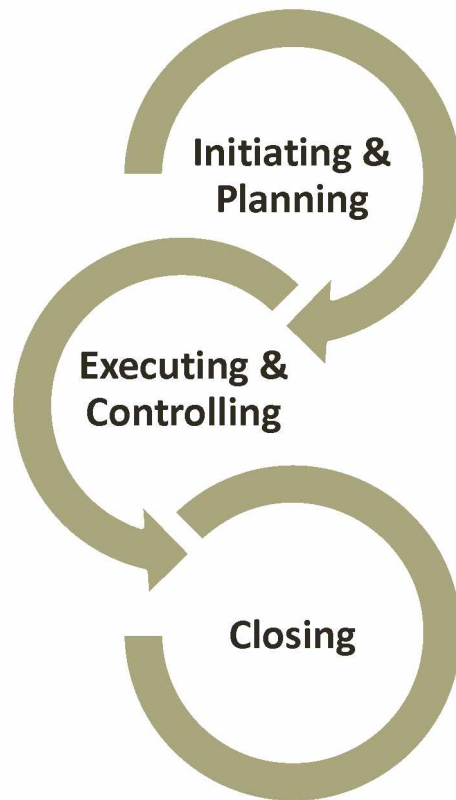 Initiating &
Planning
Executing &
Controlling
Closing